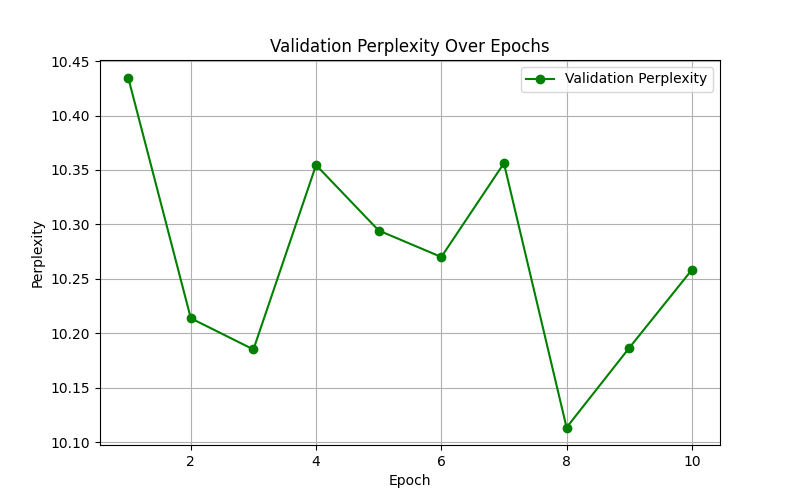 Validation Perplexity Over Epochs
Validation Perplexity
Perplexity
10.45
10.40
10.35
10.30
10.25
10.20
10.15
10.10
2 4 6 8 10
Epoch